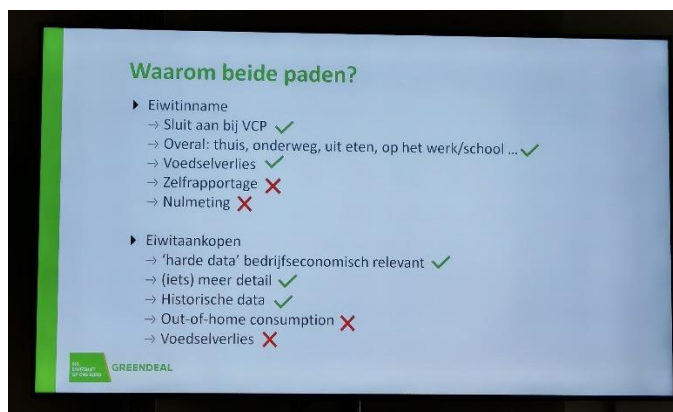 Waarom beide paden?
Eiwitinname
→ Sluit aan bij VCP ✓
→ Overal: thuis, onderweg, uit eten, op het werk/school ... ✓
→ Voedselverlies ✓
→ Zelfrapportage ✗
→ Nulmeting ✗
Eiwitaankopen
→ ‘harde data’ bedrijfseconomisch relevant ✓
→ (iets) meer detail ✓
→ Historische data ✓
→ Out-of-home consumption ✗
→ Voedselverlies ✗
GREENDEAL